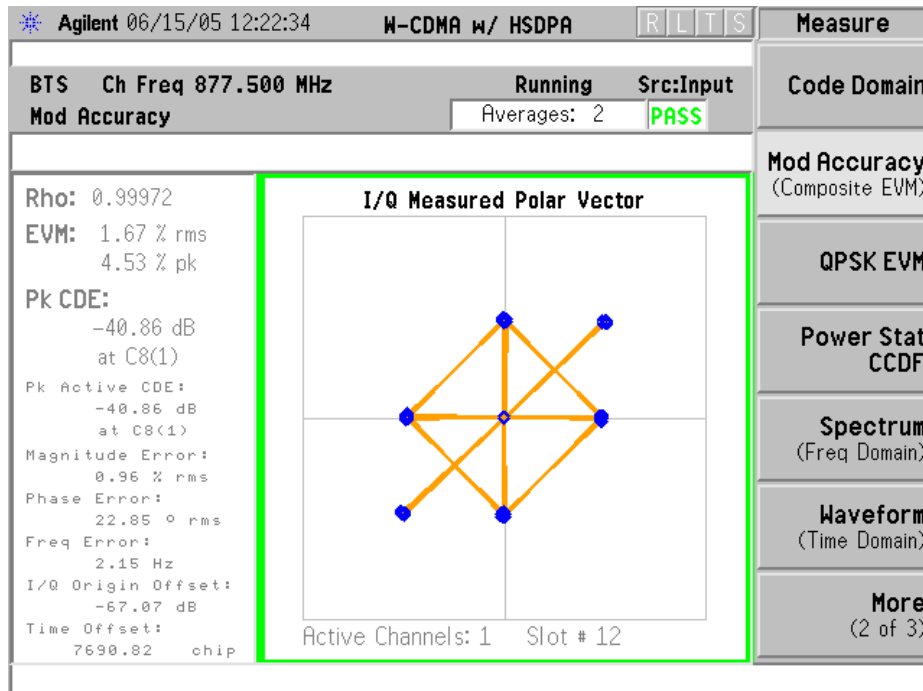 Agilent 06/15/05 12:22:34 W-CDMA w/ HSDPA R L T S
Measure
BTS Ch Freq 877.500 MHz Running Src:Input
Mod Accuracy Averages: 2 PASS
Rho: 0.99972
EVM: 1.67 % rms
4.53 % pk
Pk CDE:
-40.86 dB
at C8(1)
Pk Active CDE:
-40.86 dB
at C8(1)
Magnitude Error:
0.96 % rms
Phase Error:
22.85 º rms
Freq Error:
2.15 Hz
I/Q Origin Offset:
-67.07 dB
Time Offset:
7690.82 chip
I/Q Measured Polar Vector
Active Channels: 1 Slot # 12
Code Domain
Mod Accuracy
(Composite EVM)
QPSK EVM
Power Stat
CCDF
Spectrum
(Freq Domain)
Waveform
(Time Domain)
More
(2 of 3)